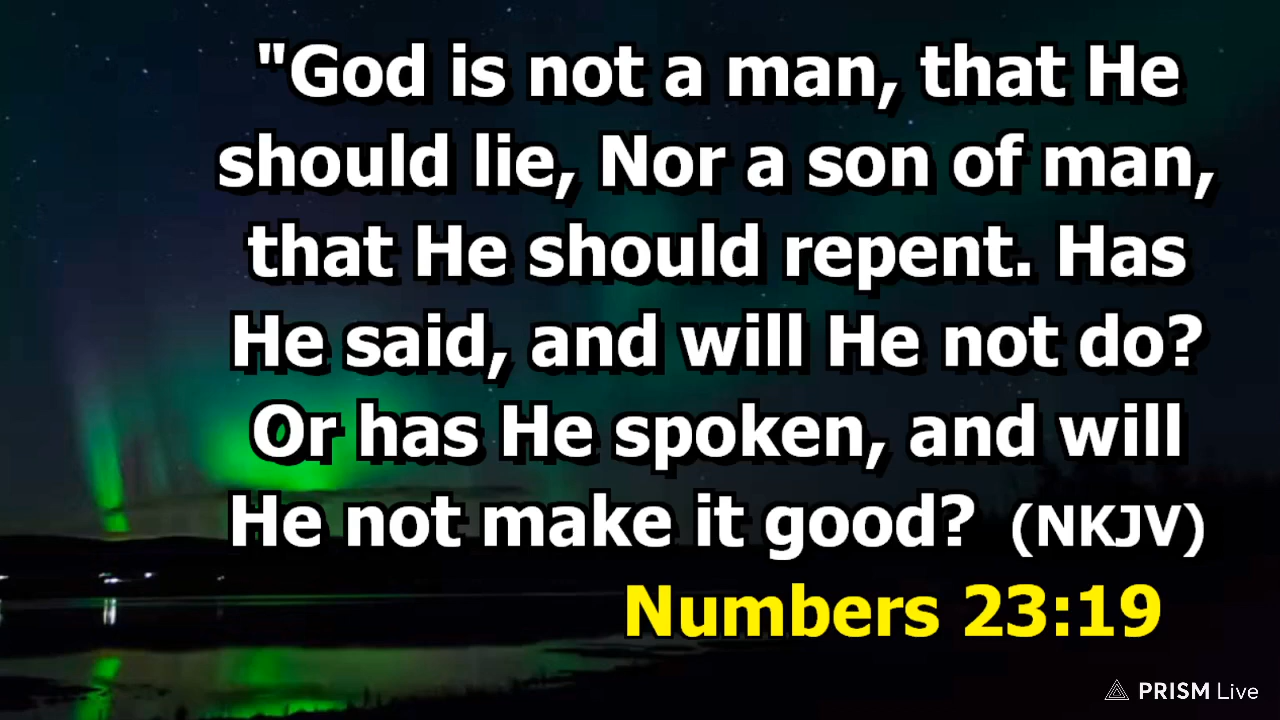 "God is not a man, that He
should lie, Nor a son of man,
that He should repent. Has
He said, and will He not do?
Or has He spoken, and will
He not make it good? (NKJV)
Numbers 23:19
PRISM Live